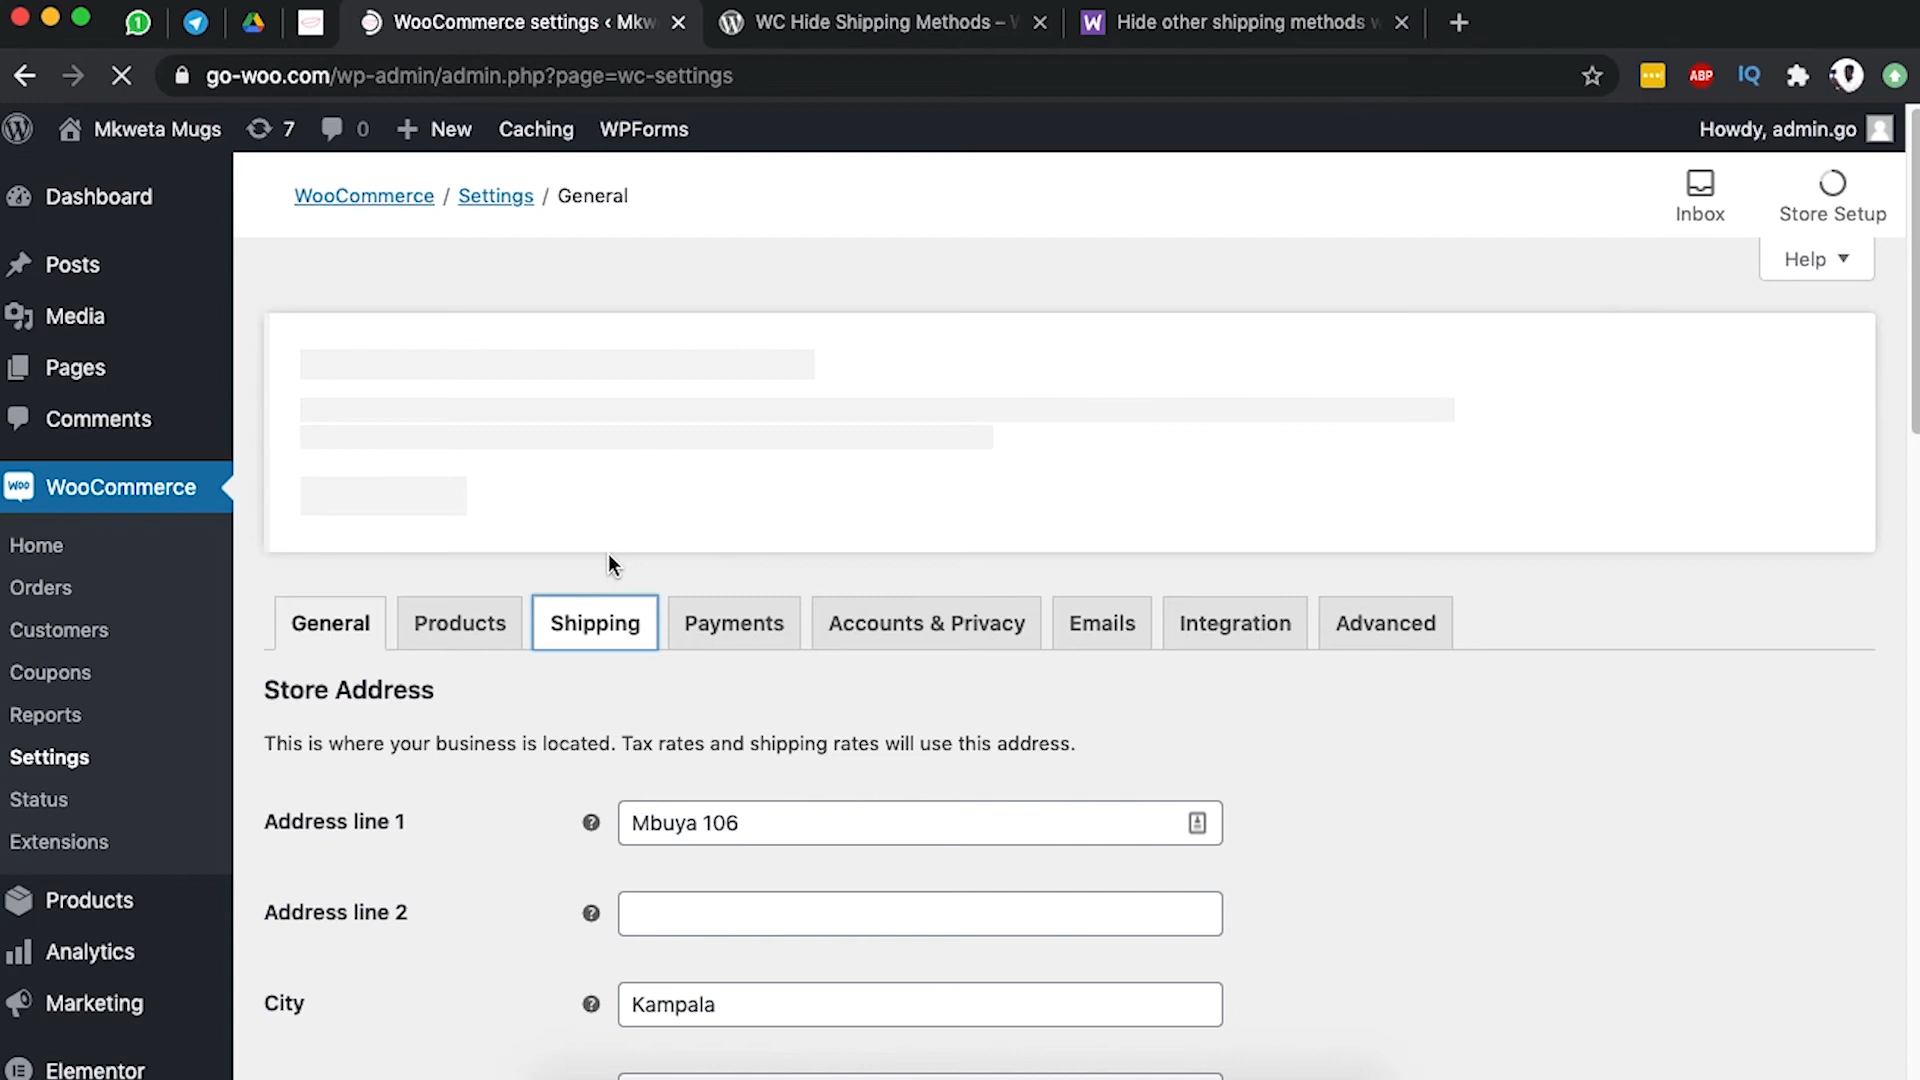 WooCommerce settings ‹ Mkw
WC Hide Shipping Methods –
Hide other shipping methods
go-woo.com/wp-admin/admin.php?page=wc-settings
ABP
IQ
Mkweta Mugs
7
0
New
Caching
WPForms
Howdy, admin.go
Dashboard
Posts
Media
Pages
Comments
Woo
WooCommerce
Home
Orders
Customers
Coupons
Reports
Settings
Status
Extensions
Products
Analytics
Marketing
Elementor
WooCommerce / Settings / General
Inbox
Store Setup
Help
General
Products
Shipping
Payments
Accounts & Privacy
Emails
Integration
Advanced
Store Address
This is where your business is located. Tax rates and shipping rates will use this address.
Address line 1
Mbuya 106
Address line 2
City
Kampala